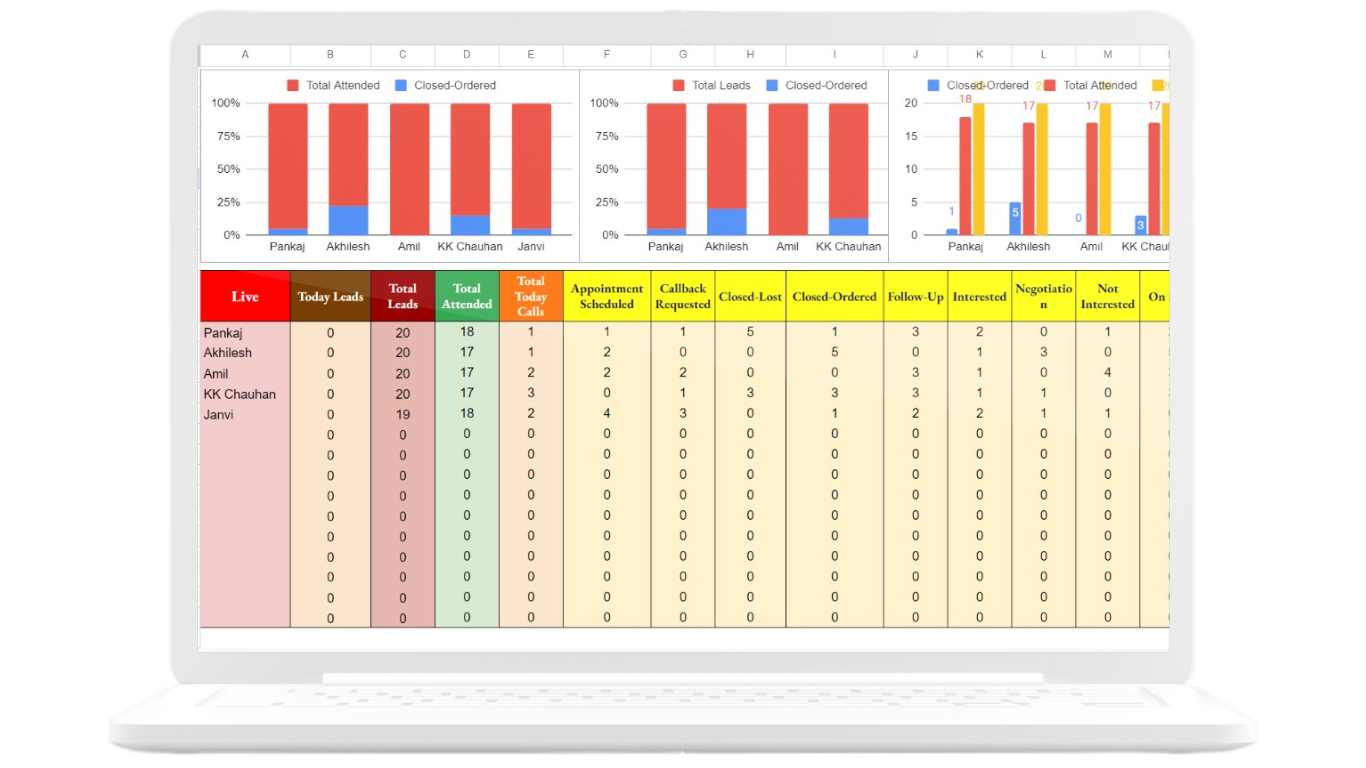 A B C D E F G H I J K L M
Total Attended Closed-Ordered
100%
75%
50%
25%
0%
Pankaj Akhilesh Amil KK Chauhan Janvi
Total Leads Closed-Ordered
100%
75%
50%
25%
0%
Pankaj Akhilesh Amil KK Chauhan
Closed-Ordered Total Attended
20
15
10
5
0
18 17 17 17
1 5 0 3
Pankaj Akhilesh Amil KK Chau
Live Today Leads Total Leads Total Attended Total Today Calls Appointment Scheduled Callback Requested Closed-Lost Closed-Ordered Follow-Up Interested Negotiation Not Interested On
Pankaj 0 20 18 1 1 1 5 1 3 2 0 1
Akhilesh 0 20 17 1 2 0 0 5 0 1 3 0
Amil 0 20 17 2 2 2 0 0 3 1 0 4
KK Chauhan 0 20 17 3 0 1 3 3 3 1 1 0
Janvi 0 19 18 2 4 3 0 1 2 2 1 1
0 0 0 0 0 0 0 0 0 0 0 0
0 0 0 0 0 0 0 0 0 0 0 0
0 0 0 0 0 0 0 0 0 0 0 0
0 0 0 0 0 0 0 0 0 0 0 0
0 0 0 0 0 0 0 0 0 0 0 0
0 0 0 0 0 0 0 0 0 0 0 0
0 0 0 0 0 0 0 0 0 0 0 0
0 0 0 0 0 0 0 0 0 0 0 0
0 0 0 0 0 0 0 0 0 0 0 0
0 0 0 0 0 0 0 0 0 0 0 0